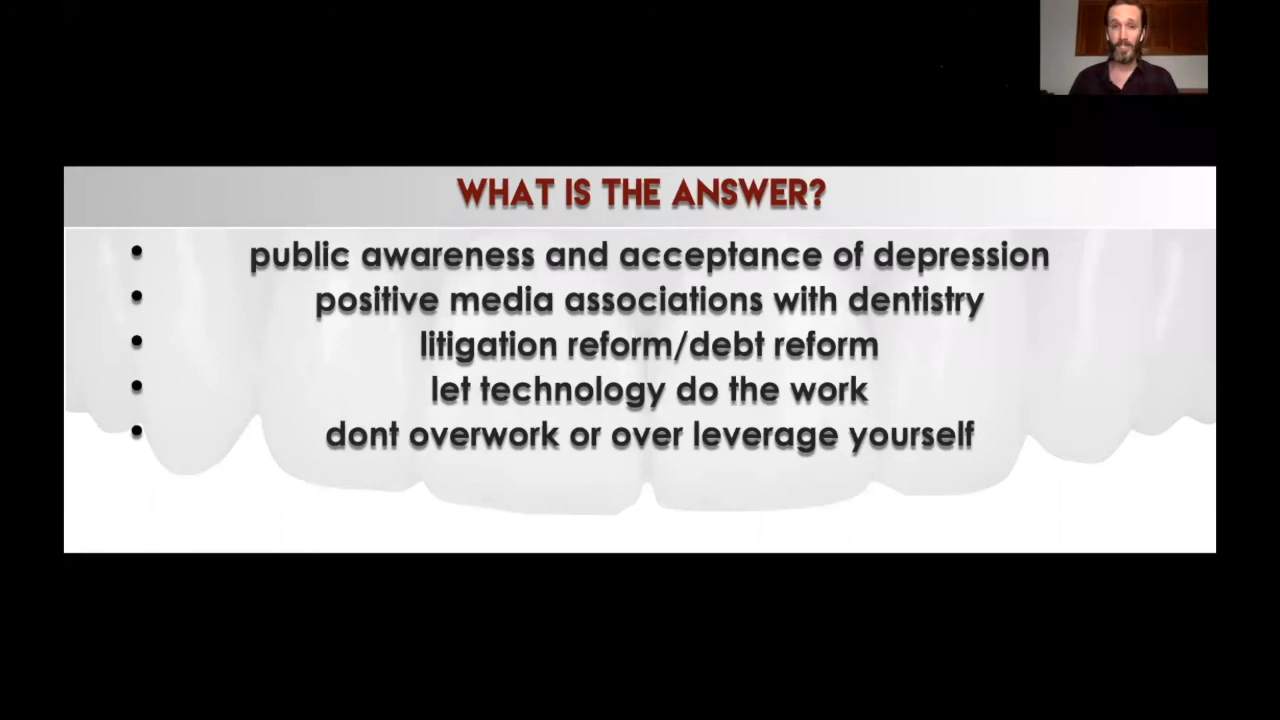 WHAT IS THE ANSWER?
• public awareness and acceptance of depression
• positive media associations with dentistry
• litigation reform/debt reform
• let technology do the work
• dont overwork or over leverage yourself